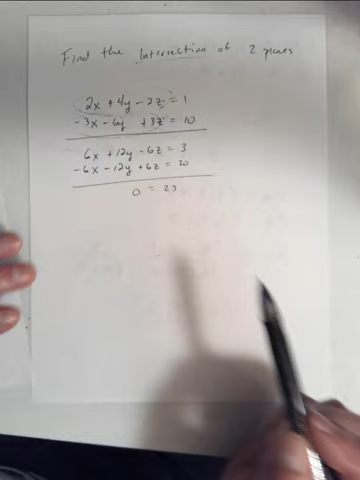 Find the Interrection of 2 planes
2x + 4y - 2z = 1
-3x - 6y + 3z = 10
6x + 12y - 6z = 3
-6x - 12y + 6z = 20
0 = 23